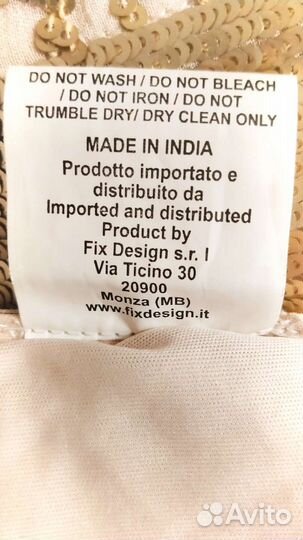 DO NOT WASH / DO NOT BLEACH
/ DO NOT IRON / DO NOT
TRUMBLE DRY/ DRY CLEAN ONLY
MADE IN INDIA
Prodotto importato e
distribuito da
Imported and distributed
Product by
Fix Design s.r. l
Via Ticino 30
20900
Monza (MB)
www.fixdesign.it
Avito